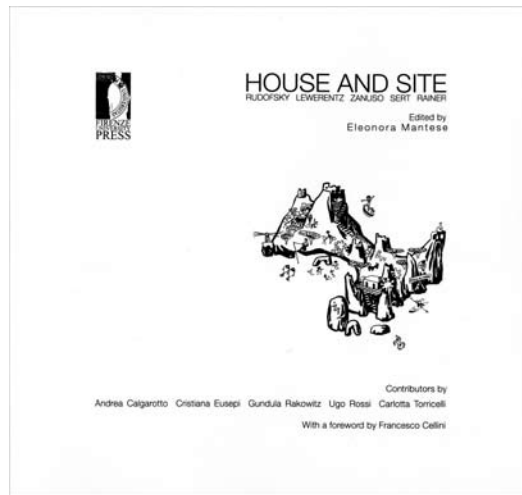 HOUSE AND SITE
RUDOFSKY LEWERENTZ ZANUSO SERT RAINER
Edited by
Eleonora Mantese
FIRENZE
UNIVERSITY
PRESS
Contributors by
Andrea Calgarotto Cristiana Eusepi Gundula Rakowitz Ugo Rossi Carlotta Torricelli
With a foreword by Francesco Cellini